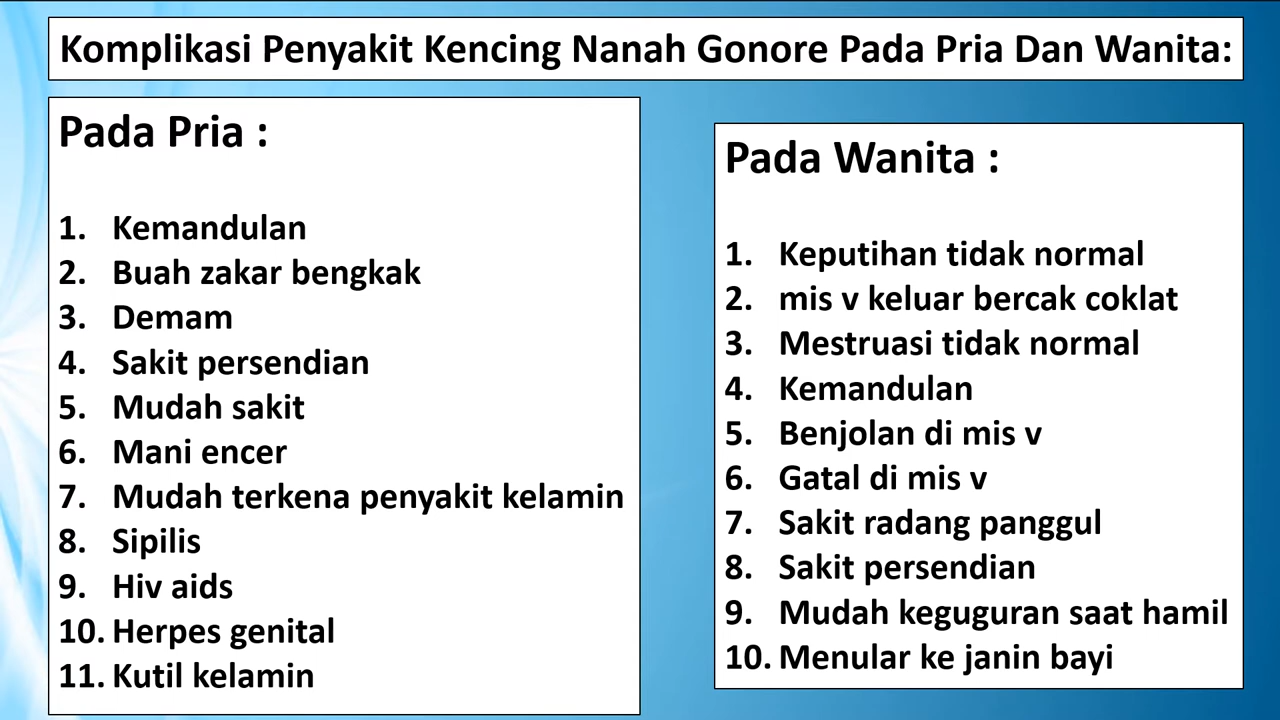 Komplikasi Penyakit Kencing Nanah Gonore Pada Pria Dan Wanita:
Pada Pria :
1. Kemandulan
2. Buah zakar bengkak
3. Demam
4. Sakit persendian
5. Mudah sakit
6. Mani encer
7. Mudah terkena penyakit kelamin
8. Sipilis
9. Hiv aids
10. Herpes genital
11. Kutil kelamin
Pada Wanita :
1. Keputihan tidak normal
2. mis v keluar bercak coklat
3. Mestruasi tidak normal
4. Kemandulan
5. Benjolan di mis v
6. Gatal di mis v
7. Sakit radang panggul
8. Sakit persendian
9. Mudah keguguran saat hamil
10. Menular ke janin bayi